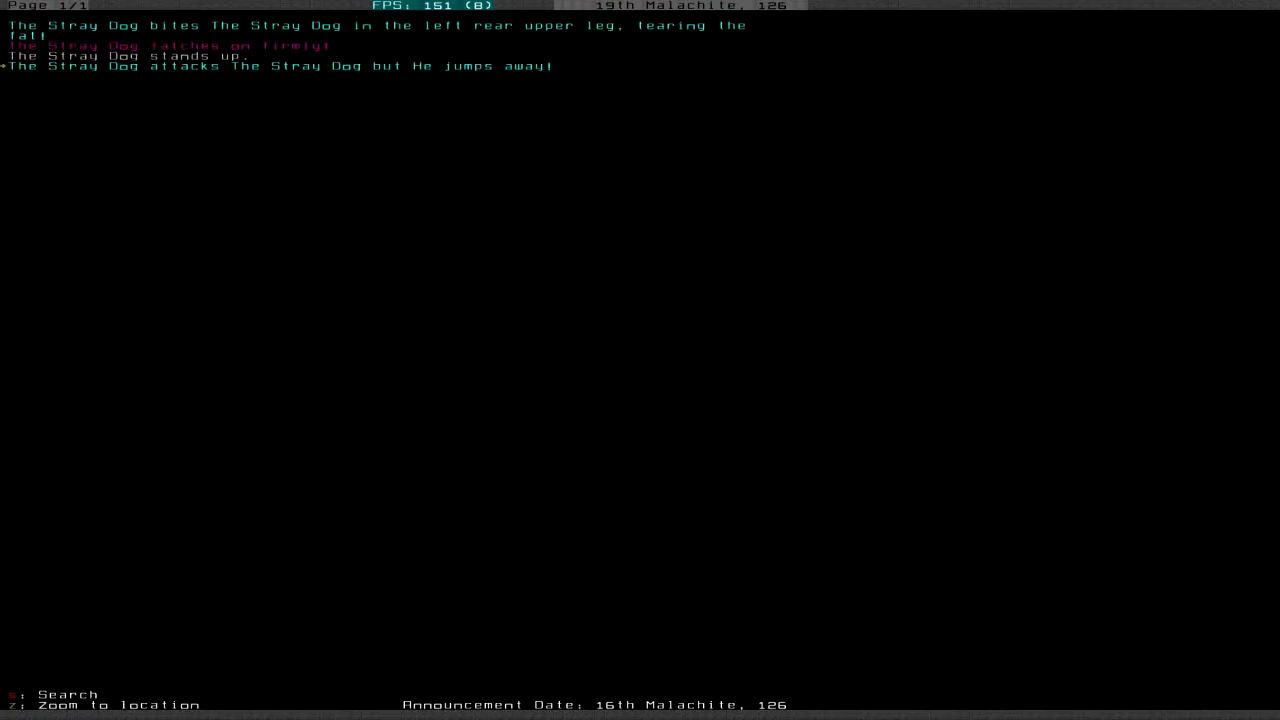 Page 1/1 FPS: 151 (8) 19th Malachite, 126
The Stray Dog bites The Stray Dog in the left rear upper leg, tearing the
fat!
The Stray Dog latches on firmly!
The Stray Dog stands up.
The Stray Dog attacks The Stray Dog but He jumps away!
s: Search
z: Zoom to location Announcement Date: 16th Malachite, 126